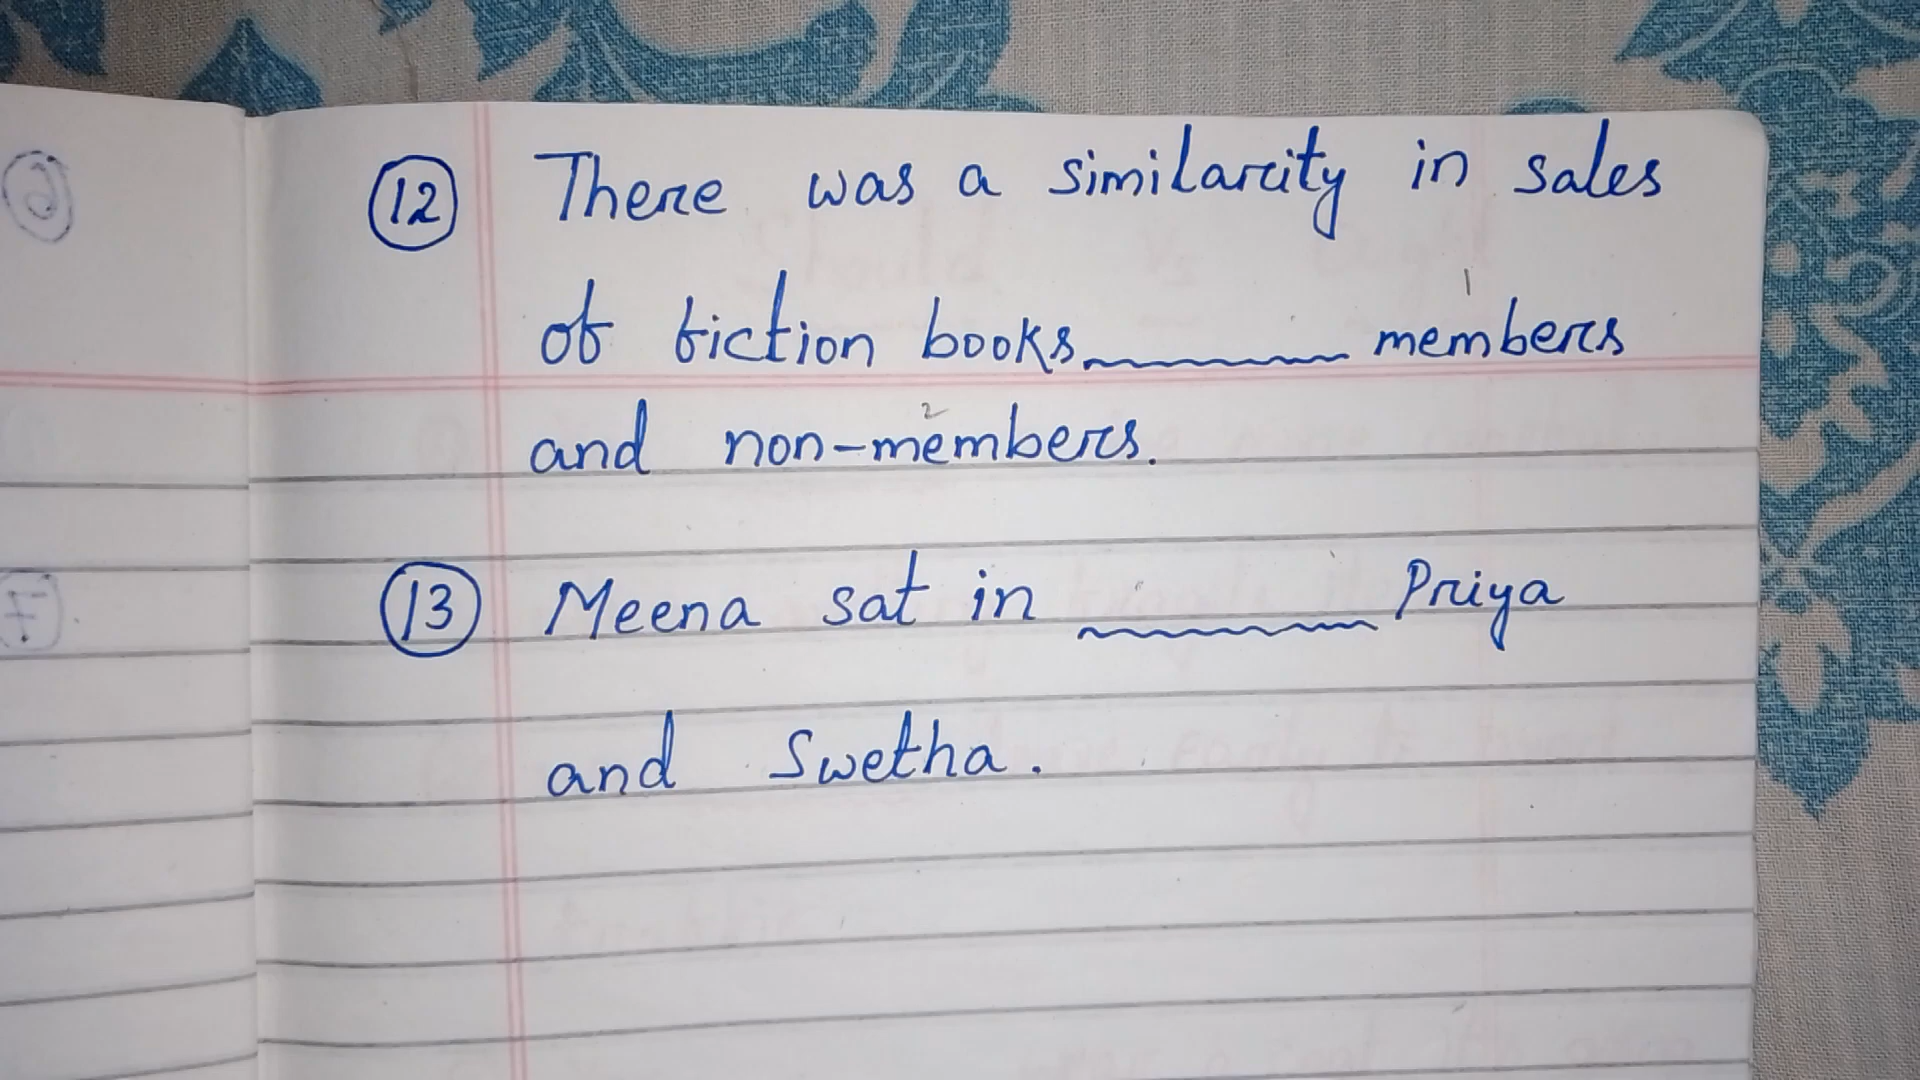 12 There was a similarity in sales
of fiction books ______ members
and non-members.
13 Meena sat in ______ Priya
and Swetha.